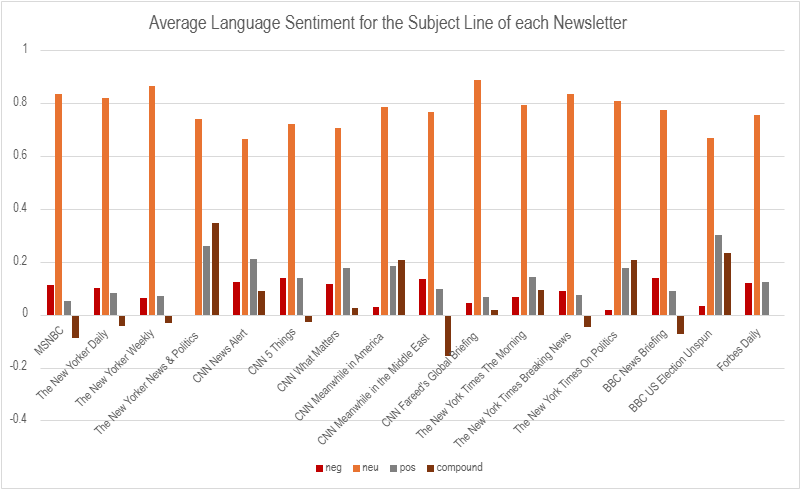 Average Language Sentiment for the Subject Line of each Newsletter
1
0.8
0.6
0.4
0.2
0
-0.2
-0.4
MSNBC
The New Yorker Daily
The New Yorker Weekly
The New Yorker News & Politics
CNN News Alert
CNN 5 Things
CNN What Matters
CNN Meanwhile in America
CNN Meanwhile in the Middle East
CNN Fareed's Global Briefing
The New York Times The Morning
The New York Times Breaking News
The New York Times On Politics
BBC News Briefing
BBC US Election Unspun
Forbes Daily
neg neu pos compound